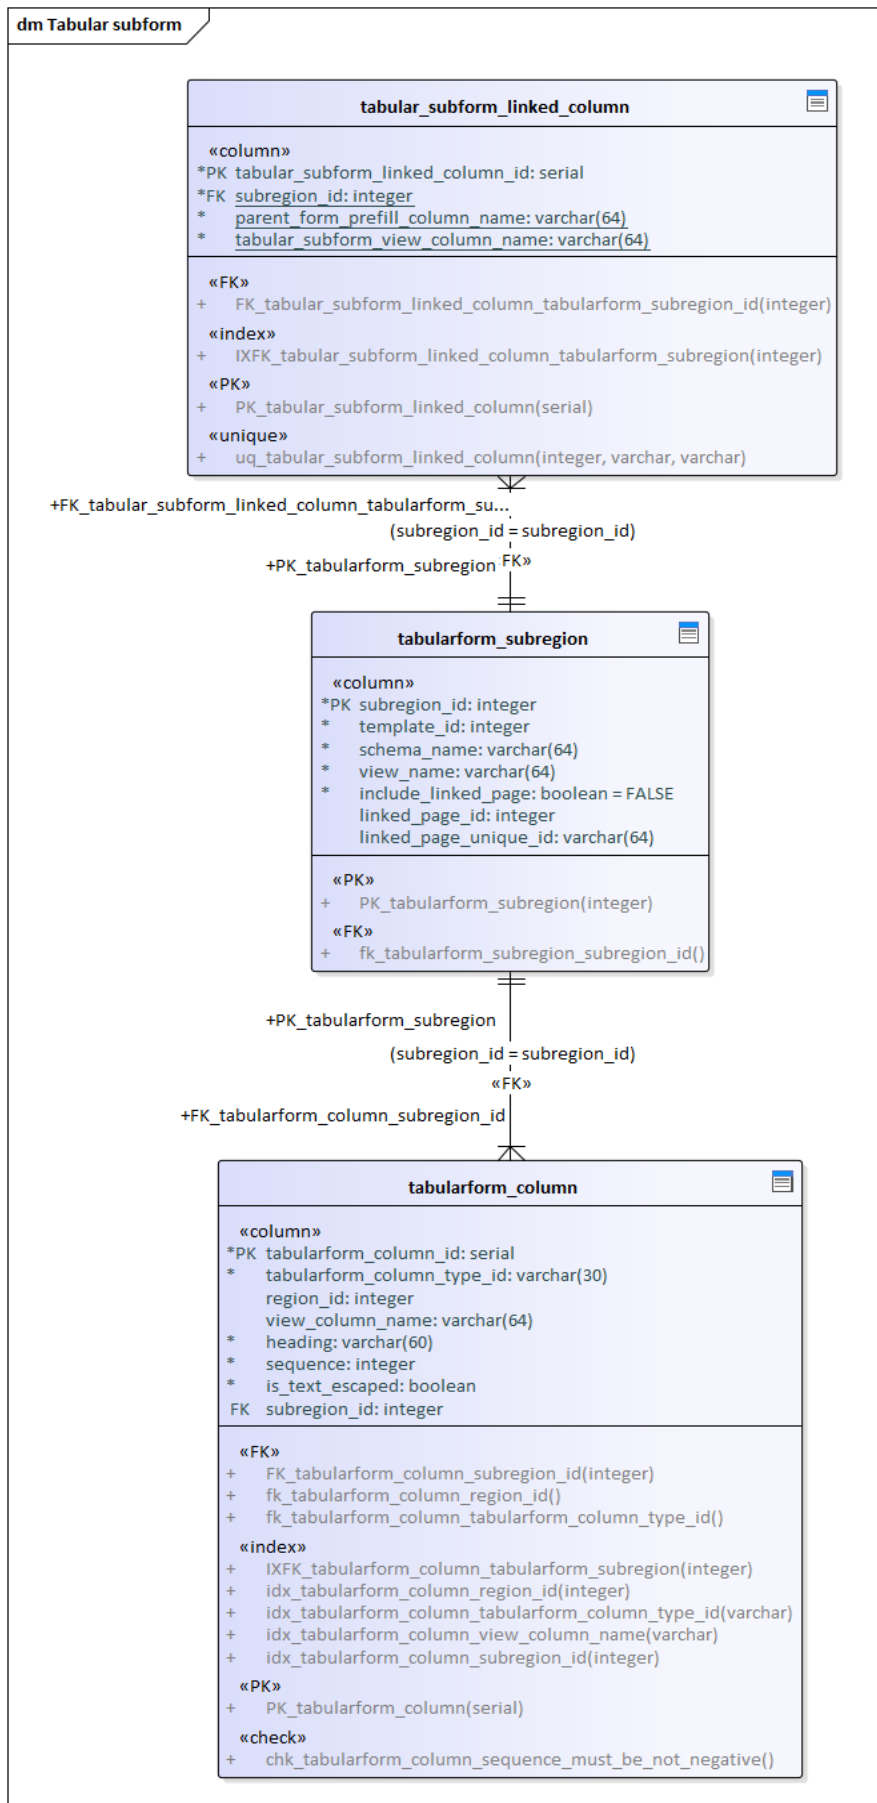 dm Tabular subform
tabular_subform_linked_column
«column»
*PK tabular_subform_linked_column_id: serial
*FK subregion_id: integer
* parent_form_prefill_column_name: varchar(64)
* tabular_subform_view_column_name: varchar(64)
«FK»
+ FK_tabular_subform_linked_column_tabularform_subregion_id(integer)
«index»
+ IXFK_tabular_subform_linked_column_tabularform_subregion(integer)
«PK»
+ PK_tabular_subform_linked_column(serial)
«unique»
+ uq_tabular_subform_linked_column(integer, varchar, varchar)
+FK_tabular_subform_linked_column_tabularform_su...
(subregion_id = subregion_id)
+PK_tabularform_subregion
FK»
tabularform_subregion
«column»
*PK subregion_id: integer
* template_id: integer
* schema_name: varchar(64)
* view_name: varchar(64)
* include_linked_page: boolean = FALSE
linked_page_id: integer
linked_page_unique_id: varchar(64)
«PK»
+ PK_tabularform_subregion(integer)
«FK»
+ fk_tabularform_subregion_subregion_id()
+PK_tabularform_subregion
(subregion_id = subregion_id)
«FK»
+FK_tabularform_column_subregion_id
tabularform_column
«column»
*PK tabularform_column_id: serial
* tabularform_column_type_id: varchar(30)
region_id: integer
view_column_name: varchar(64)
* heading: varchar(60)
* sequence: integer
* is_text_escaped: boolean
FK subregion_id: integer
«FK»
+ FK_tabularform_column_subregion_id(integer)
+ fk_tabularform_column_region_id()
+ fk_tabularform_column_tabularform_column_type_id()
«index»
+ IXFK_tabularform_column_tabularform_subregion(integer)
+ idx_tabularform_column_region_id(integer)
+ idx_tabularform_column_tabularform_column_type_id(varchar)
+ idx_tabularform_column_view_column_name(varchar)
+ idx_tabularform_column_subregion_id(integer)
«PK»
+ PK_tabularform_column(serial)
«check»
+ chk_tabularform_column_sequence_must_be_not_negative()